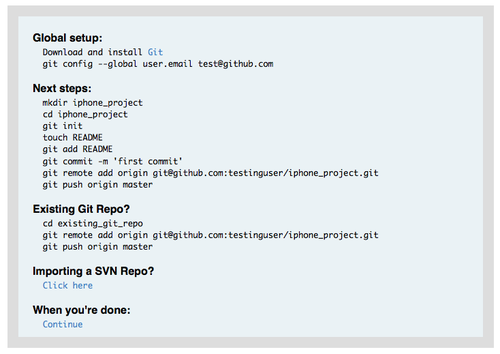 Global setup:
Download and install Git
git config --global user.email test@github.com
Next steps:
mkdir iphone_project
cd iphone_project
git init
touch README
git add README
git commit -m 'first commit'
git remote add origin git@github.com:testinguser/iphone_project.git
git push origin master
Existing Git Repo?
cd existing_git_repo
git remote add origin git@github.com:testinguser/iphone_project.git
git push origin master
Importing a SVN Repo?
Click here
When you're done:
Continue